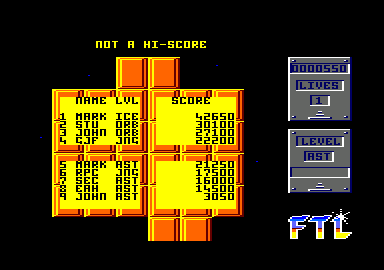 NOT A HI-SCORE
NAME LVL SCORE
1 MARK ICE 42650
2 STU ORB 30100
3 JOHN ORB 27100
4 CJF JNG 22200
5 MARK AST 21250
6 RPC JNG 17500
7 SEC AST 16000
8 EAH AST 14500
9 JOHN AST 3050
0000550
LIVES
1
LEVEL
AST
FTL